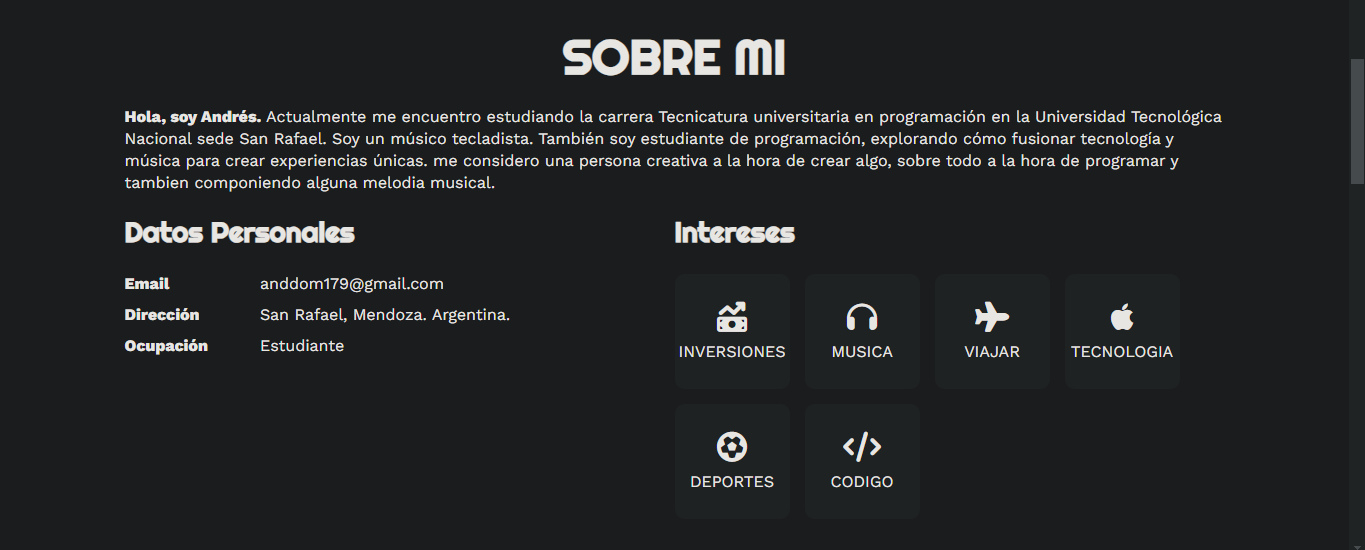 SOBRE MI
Hola, soy Andrés. Actualmente me encuentro estudiando la carrera Tecnicatura universitaria en programación en la Universidad Tecnológica
Nacional sede San Rafael. Soy un músico tecladista. También soy estudiante de programación, explorando cómo fusionar tecnología y
música para crear experiencias únicas. me considero una persona creativa a la hora de crear algo, sobre todo a la hora de programar y
tambien componiendo alguna melodia musical.
Datos Personales
Email anddom179@gmail.com
Dirección San Rafael, Mendoza. Argentina.
Ocupación Estudiante
Intereses
INVERSIONES MUSICA VIAJAR TECNOLOGIA
DEPORTES CODIGO